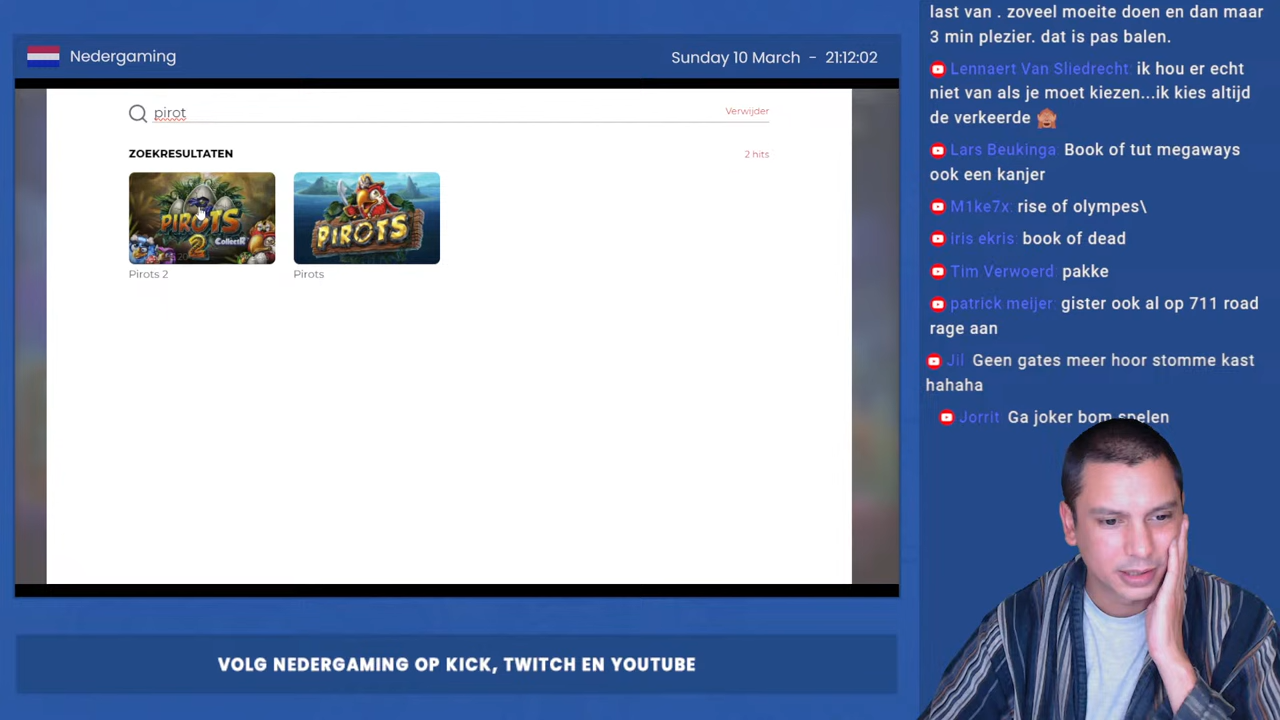 Nedergaming
Sunday 10 March - 21:12:02
pirot
Verwijder
ZOEKRESULTATEN
2 hits
PIROTS
2
CollectR
PIROTS
Pirots 2
Pirots
VOLG NEDERGAMING OP KICK, TWITCH EN YOUTUBE
last van . zoveel moeite doen en dan maar
3 min plezier. dat is pas balen.
Lennaert Van Sliedrecht: ik hou er echt
niet van als je moet kiezen...ik kies altijd
de verkeerde 🙈
Lars Beukinga: Book of tut megaways
ook een kanjer
M1ke7x: rise of olympes\
iris ekris: book of dead
Tim Verwoerd: pakke
patrick meijer: gister ook al op 711 road
rage aan
Jil: Geen gates meer hoor stomme kast
hahaha
Jorrit: Ga joker bom spelen